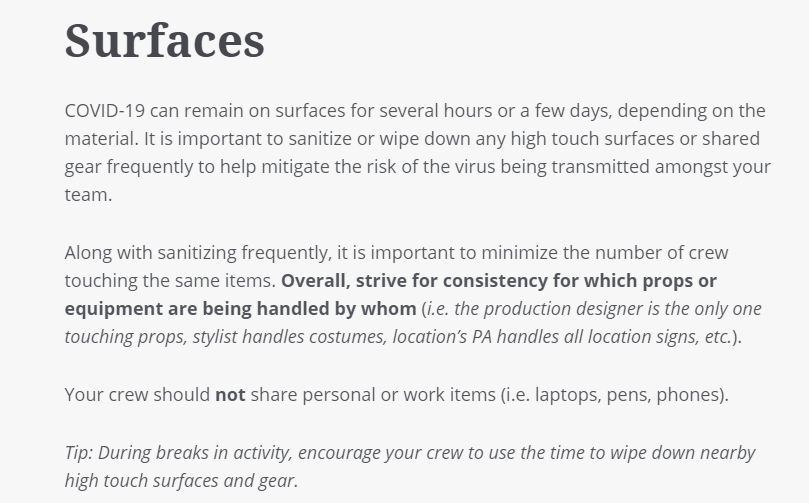 Surfaces
COVID-19 can remain on surfaces for several hours or a few days, depending on the
material. It is important to sanitize or wipe down any high touch surfaces or shared
gear frequently to help mitigate the risk of the virus being transmitted amongst your
team.
Along with sanitizing frequently, it is important to minimize the number of crew
touching the same items. Overall, strive for consistency for which props or
equipment are being handled by whom (i.e. the production designer is the only one
touching props, stylist handles costumes, location's PA handles all location signs, etc.).
Your crew should not share personal or work items (i.e. laptops, pens, phones).
Tip: During breaks in activity, encourage your crew to use the time to wipe down nearby
high touch surfaces and gear.